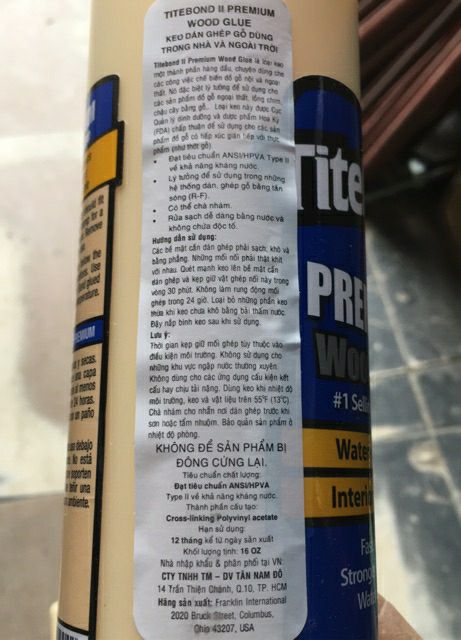 TITEBOND II PREMIUM
WOOD GLUE
KEO DÁN GHÉP GỖ DÙNG
TRONG NHÀ VÀ NGOÀI TRỜI
Titebond II Premium Wood Glue là loại keo
một thành phần hàng đầu, chuyên dùng cho
các công việc chế biến đồ gỗ nội và ngoại
thất. Nó đặc biệt lý tưởng để sử dụng cho
các sản phẩm đồ gỗ ngoại thất, lồng chim,
chậu cây bằng gỗ.. Loại keo này được Cục
Quản lý dinh dưỡng và dược phẩm Hoa Kỳ
(FDA) chấp thuận để sử dụng cho các sản
phẩm đồ gỗ có tiếp xúc gián tiếp với thực
phẩm (như thớt gỗ).
• Đạt tiêu chuẩn ANSI/HPVA Type II
về khả năng kháng nước.
• Lý tưởng để sử dụng trong những
hệ thống dán, ghép gỗ bằng tần
sóng (R-F).
• Có thể chà nhám.
• Rửa sạch dễ dàng bằng nước và
không chứa độc tố.
Hướng dẫn sử dụng:
Các bề mặt cần dán ghép phải sạch, khô và
bằng phẳng. Những mối nối phải thật khít
với nhau. Quét mạnh keo lên bề mặt cần
dán ghép và kẹp giữ vật ghép nối này trong
vòng 30 phút. Không làm rung động mối
ghép trong 24 giờ. Loại bỏ những phần keo
thừa khi keo chưa khô bằng bải thấm nước.
Đậy nắp bình keo sau khi sử dụng.
Lưu ý:
Thời gian kẹp giữ mối ghép tùy thuộc vào
điều kiện môi trường. Không sử dụng cho
những khu vực ngập nước thường xuyên.
Không dùng cho các ứng dụng cấu kiện kết
cấu hay chịu tải nặng. Dùng keo khi nhiệt độ
môi trường, keo và vật liệu trên 55°F (13°C).
Chà nhám cho nhẵn nơi dán ghép trước khi
sơn hoặc tẩm nhuộm. Bảo quản sản phẩm ở
nhiệt độ phòng.
KHÔNG ĐỂ SẢN PHẨM BỊ
ĐÔNG CỨNG LẠI.
Tiêu chuẩn chất lượng:
Đạt tiêu chuẩn ANSI/HPVA
Type II về khả năng kháng nước.
Thành phần cấu tạo:
Cross-linking Polyvinyl acetate
Hạn sử dụng:
12 tháng kể từ ngày sản xuất
Khối lượng tịnh: 16 OZ
Nhà nhập khẩu & phân phối tại VN:
CTY TNHH TM - DV TÂN NAM ĐÔ
14 Trần Thiện Chánh, Q.10, TP. HCM
Hãng sản xuất: Franklin International
2020 Bruck Street, Columbus,
Ohio 43207, USA
Tite
PRE
Woo
#1 Selli
Water
Interio
Fas
Strong
Wat